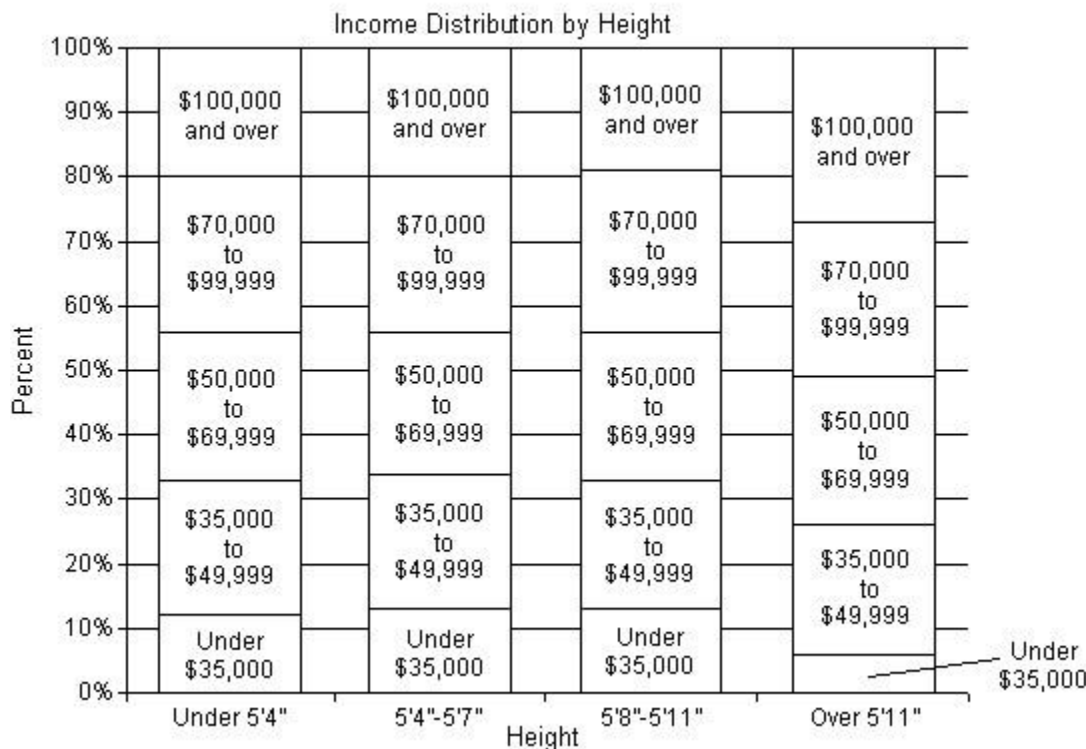 Income Distribution by Height
Percent
100%
90%
80%
70%
60%
50%
40%
30%
20%
10%
0%
$100,000
and over
$70,000
to
$99,999
$50,000
to
$69,999
$35,000
to
$49,999
Under
$35,000
$100,000
and over
$70,000
to
$99,999
$50,000
to
$69,999
$35,000
to
$49,999
Under
$35,000
$100,000
and over
$70,000
to
$99,999
$50,000
to
$69,999
$35,000
to
$49,999
Under
$35,000
$100,000
and over
$70,000
to
$99,999
$50,000
to
$69,999
$35,000
to
$49,999
Under
$35,000
Under 5'4"
5'4"-5'7"
5'8"-5'11"
Over 5'11"
Height